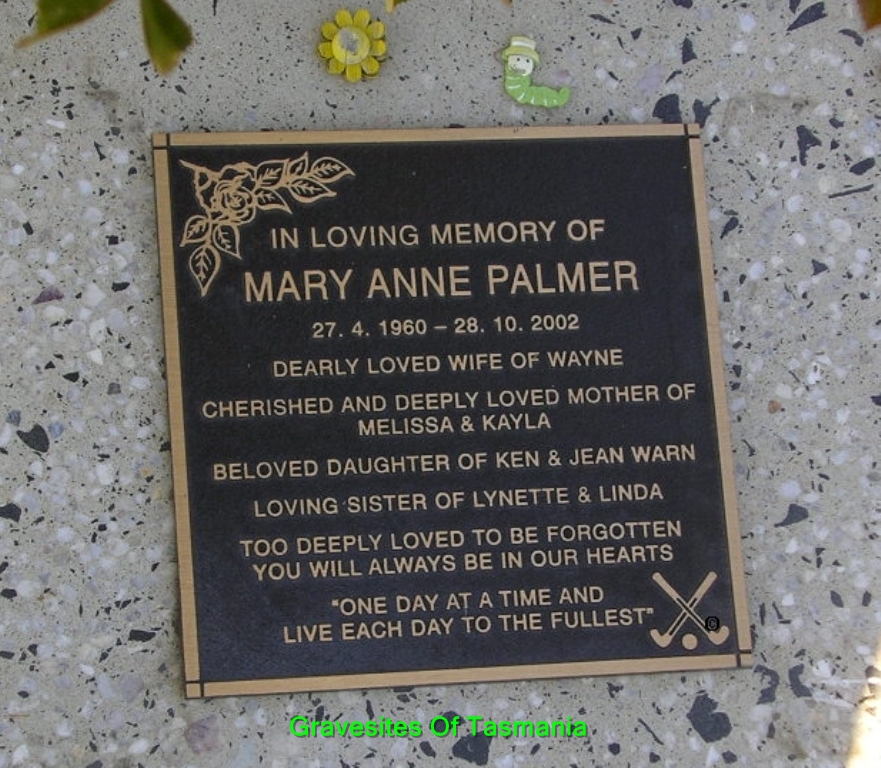 IN LOVING MEMORY OF
MARY ANNE PALMER
27. 4. 1960 – 28. 10. 2002
DEARLY LOVED WIFE OF WAYNE
CHERISHED AND DEEPLY LOVED MOTHER OF
MELISSA & KAYLA
BELOVED DAUGHTER OF KEN & JEAN WARN
LOVING SISTER OF LYNETTE & LINDA
TOO DEEPLY LOVED TO BE FORGOTTEN
YOU WILL ALWAYS BE IN OUR HEARTS
"ONE DAY AT A TIME AND
LIVE EACH DAY TO THE FULLEST"
Gravesites Of Tasmania